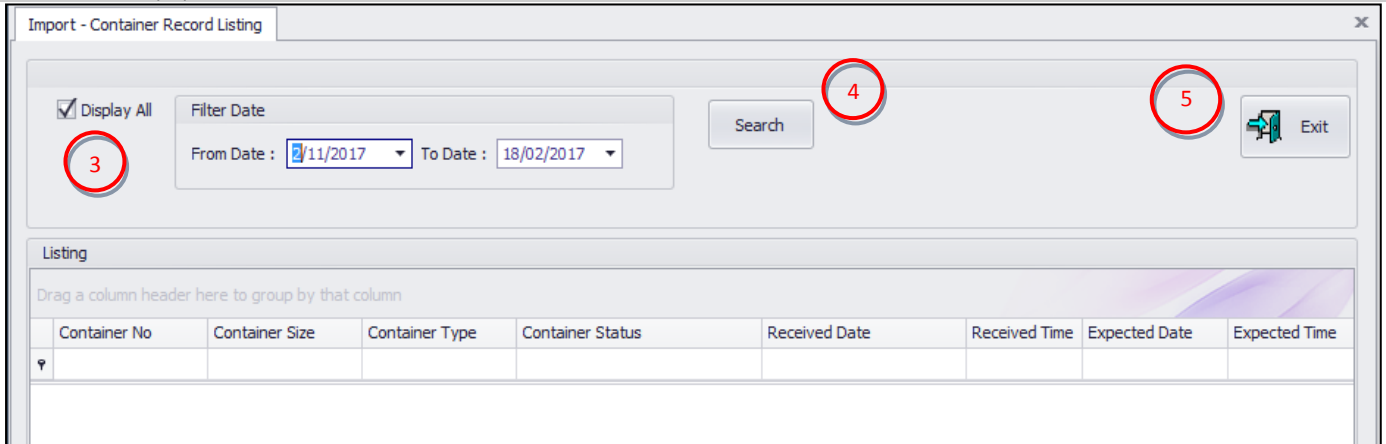 Import - Container Record Listing
Display All
Filter Date
From Date : 2/11/2017 To Date : 18/02/2017
3
Search
4
5
Exit
Listing
Drag a column header here to group by that column
Container No Container Size Container Type Container Status Received Date Received Time Expected Date Expected Time